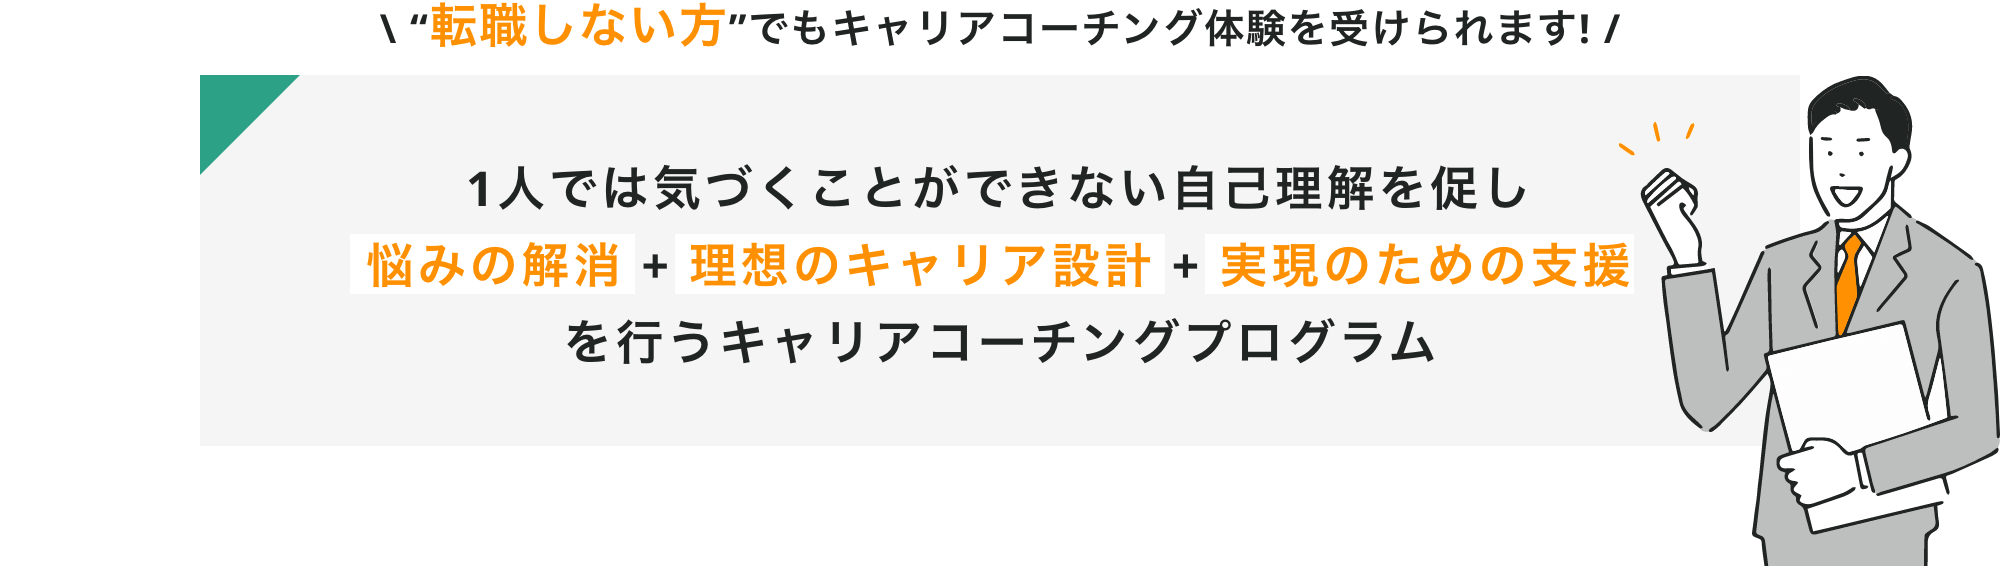 \ “転職しない方”でもキャリアコーチング体験を受けられます! /
1人では気づくことができない自己理解を促し
悩みの解消 + 理想のキャリア設計 + 実現のための支援
を行うキャリアコーチングプログラム